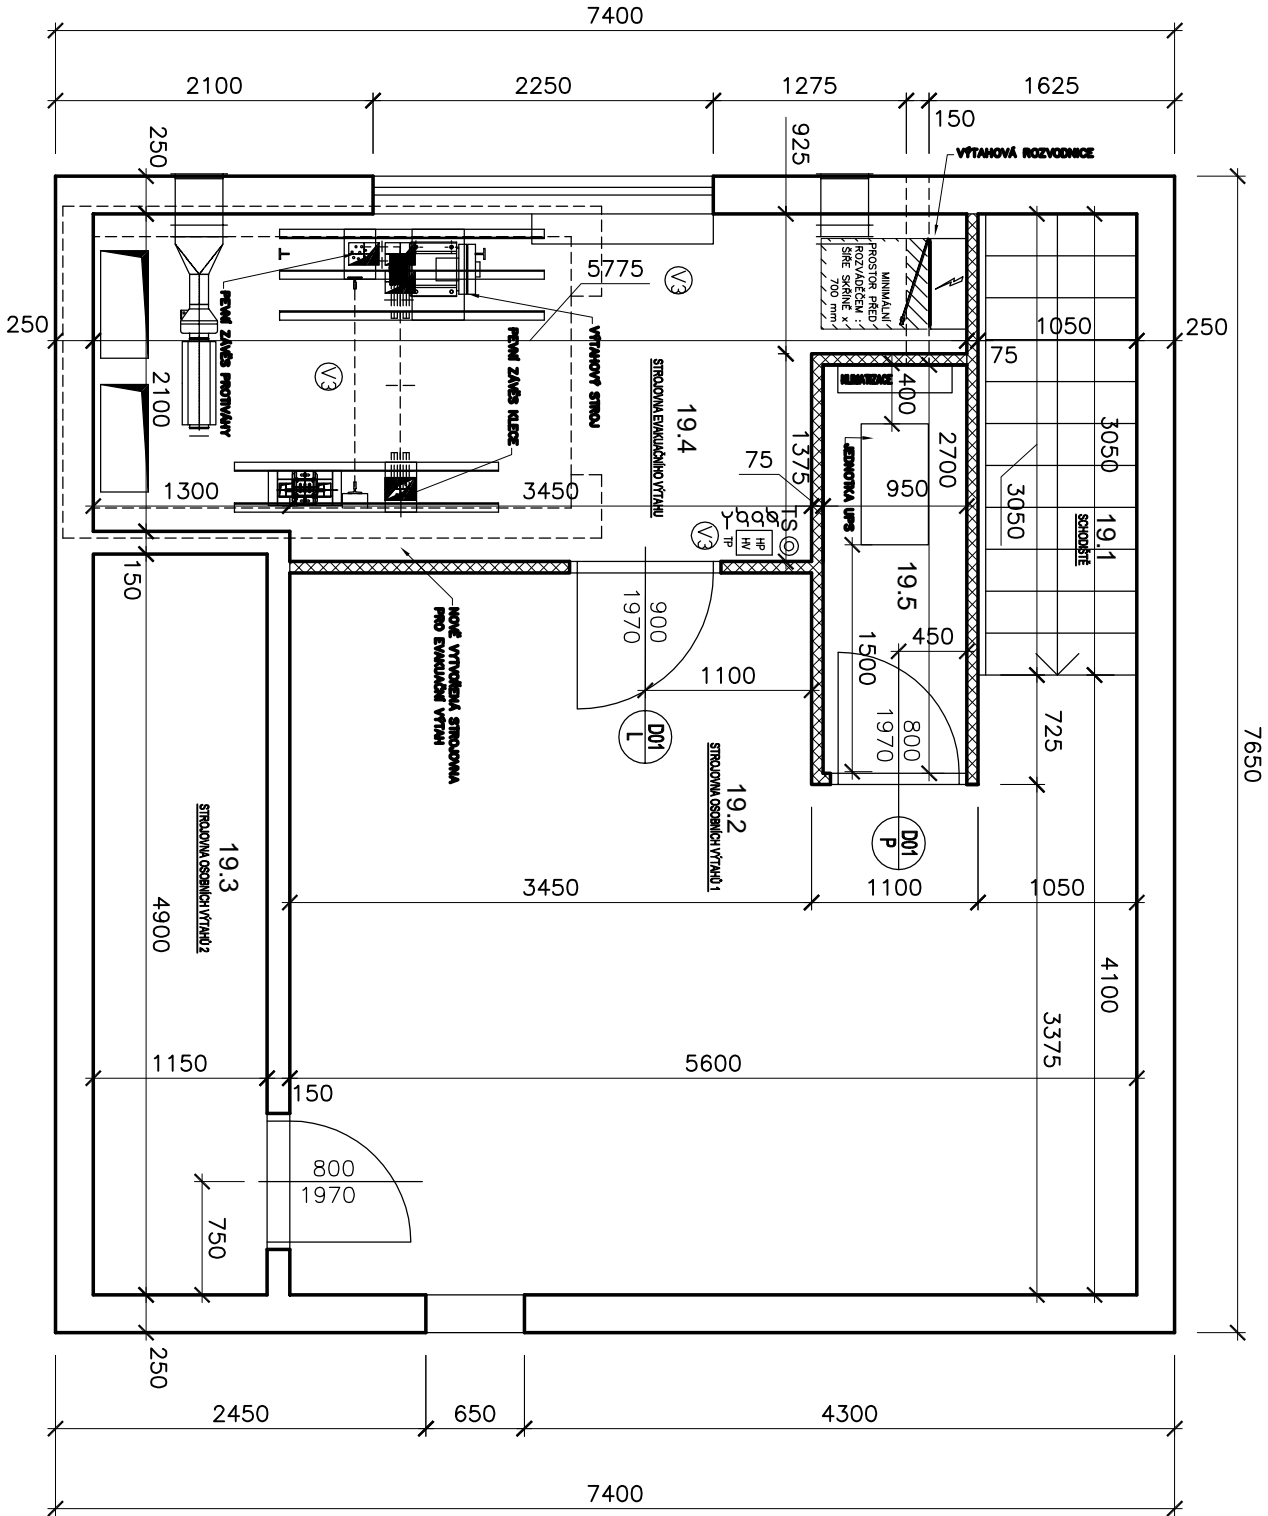 7400
2100
2250
1275
1625
150
250
925
VÝTAHOVÁ ROZVODNICE
MINIMÁLNÍ
PROSTOR PŘED
ROZVÁDĚČEM :
ŠÍŘE SKŘÍNĚ x
700 mm
5775
V3
250
1050
250
75
PEVNÝ ZÁVĚS PROTIVÁHY
PEVNÝ ZÁVĚS KLECE
VÝTAHOVÝ STROJ
V3
2100
19.4
STROJOVNA EVAKUAČNÍHO VÝTAHU
KLIMATIZACE
400
2700
3050
3050
1375
75
JEDNOTKA UPS
950
1300
3450
TS
V3
TP
HV
HP
19.1
SCHODIŠTĚ
150
19.5
NOVĚ VYTVOŘENÁ STROJOVNA
PRO EVAKUAČNÍ VÝTAH
900
1970
450
1500
1100
800
1970
725
D01
L
7650
19.2
STROJOVNA OSOBNÍCH VÝTAHŮ 1
D01
P
19.3
STROJOVNA OSOBNÍCH VÝTAHŮ 2
3450
1100
1050
4900
4100
3375
1150
5600
150
800
1970
750
250
2450
650
4300
7400